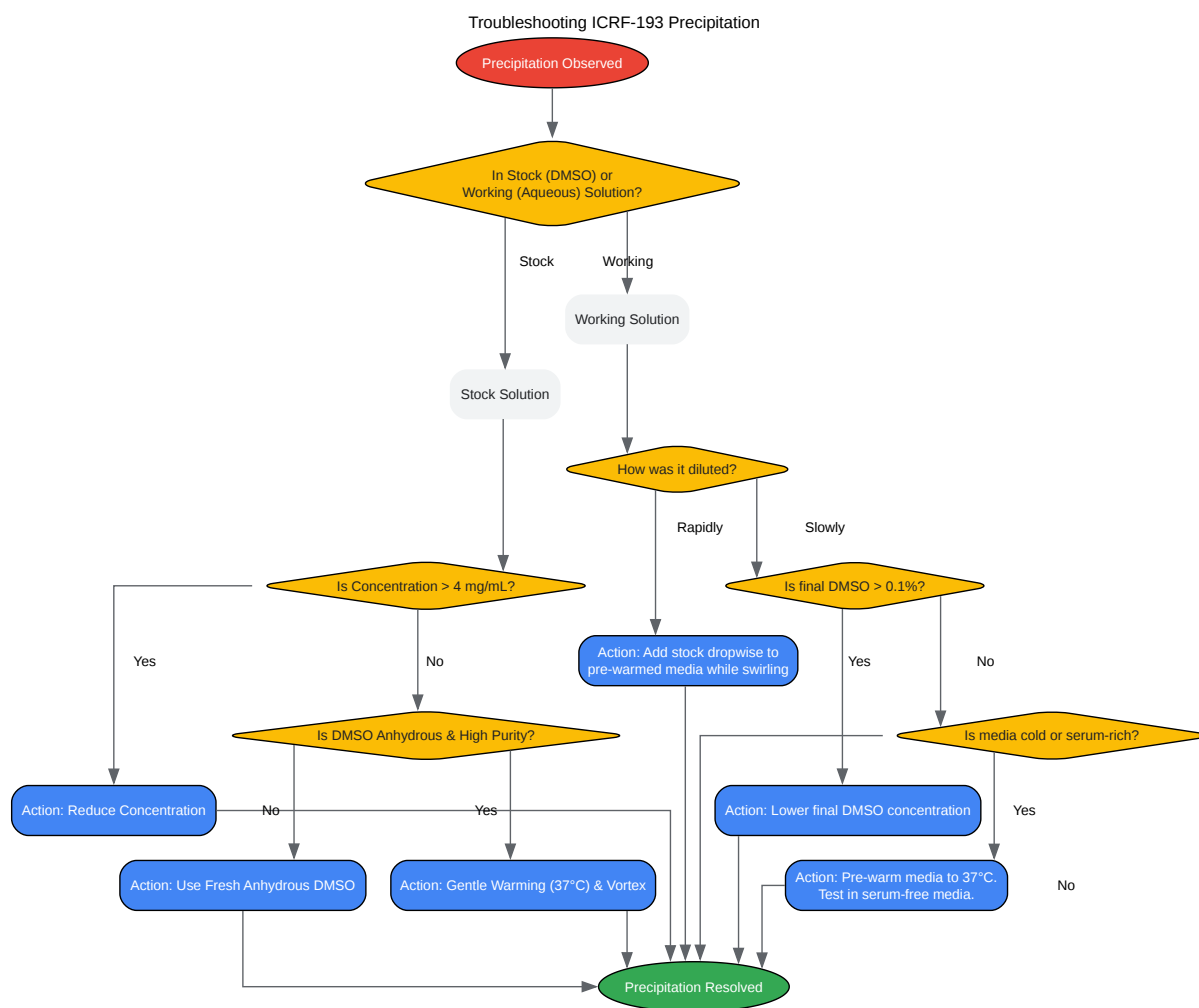 Troubleshooting ICRF-193 Precipitation
Precipitation Observed
In Stock (DMSO) or
Working (Aqueous) Solution?
Stock
Working
Working Solution
Stock Solution
How was it diluted?
Rapidly
Slowly
Is Concentration > 4 mg/mL?
Is final DMSO > 0.1%?
Yes
No
Action: Add stock dropwise to
pre-warmed media while swirling
Yes
No
Is DMSO Anhydrous & High Purity?
Is media cold or serum-rich?
Action: Reduce Concentration
No
Yes
Action: Lower final DMSO concentration
Yes
Action: Use Fresh Anhydrous DMSO
Action: Gentle Warming (37°C) & Vortex
Action: Pre-warm media to 37°C.
Test in serum-free media.
No
Precipitation Resolved